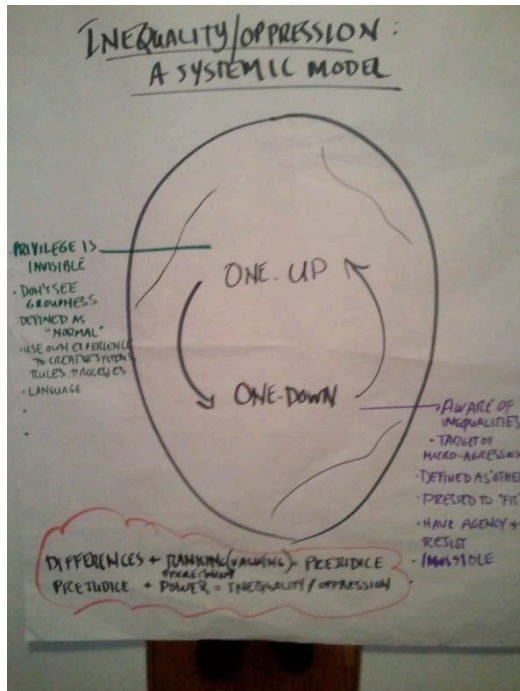 INEQUALITY/OPPRESSION:
A SYSTEMIC MODEL
·PRIVILEGE IS
INVISIBLE
· DON'T SEE
GROUPNESS
·DEFINED AS
"NORMAL"
·USE OWN EXPERIENCE
TO CREATE SYSTEMS,
RULES, PROCESSES
·LANGUAGE
ONE-UP
ONE-DOWN
AWARE OF
INEQUALITIES
· TARGET OF
MICRO-AGRESSIONS
·DEFINED AS "OTHER
·PRESSED TO "FIT"
·HAVE AGENCY +
RESIST
·INVISIBLE
DIFFERENCES + RANKING (VALUING) = PREJUDICE
PREJUDICE + POWER = INEQUALITY/OPPRESSION